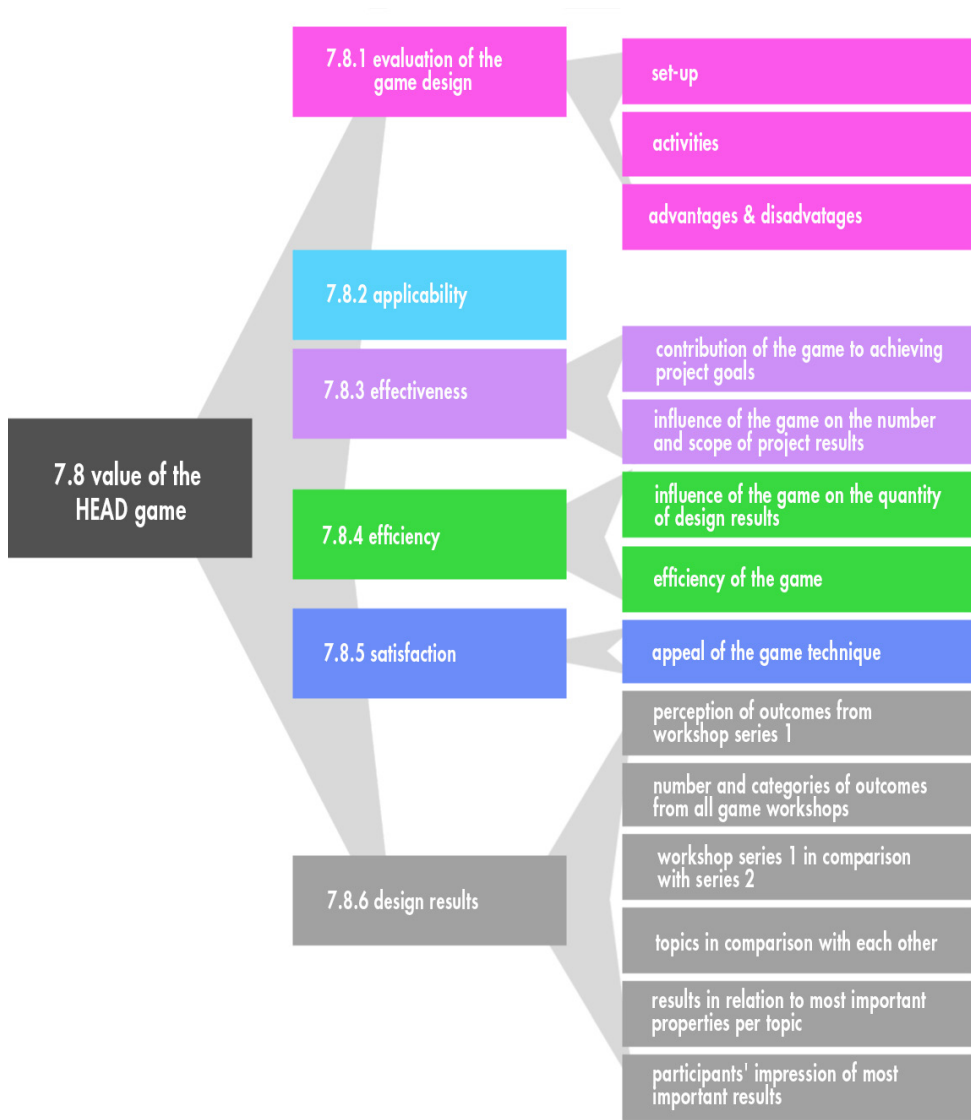 7.8 value of the
HEAD game
7.8.1 evaluation of the
game design
set-up
activities
advantages & disadvatages
7.8.2 applicability
7.8.3 effectiveness
contribution of the game to achieving
project goals
influence of the game on the number
and scope of project results
7.8.4 efficiency
influence of the game on the quantity
of design results
efficiency of the game
7.8.5 satisfaction
appeal of the game technique
7.8.6 design results
perception of outcomes from
workshop series 1
number and categories of outcomes
from all game workshops
workshop series 1 in comparison
with series 2
topics in comparison with each other
results in relation to most important
properties per topic
participants' impression of most
important results